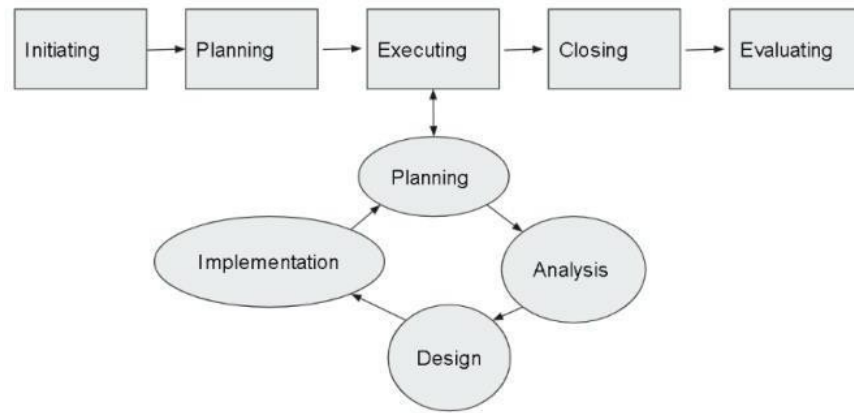 Initiating
Planning
Executing
Closing
Evaluating
Planning
Implementation
Analysis
Design